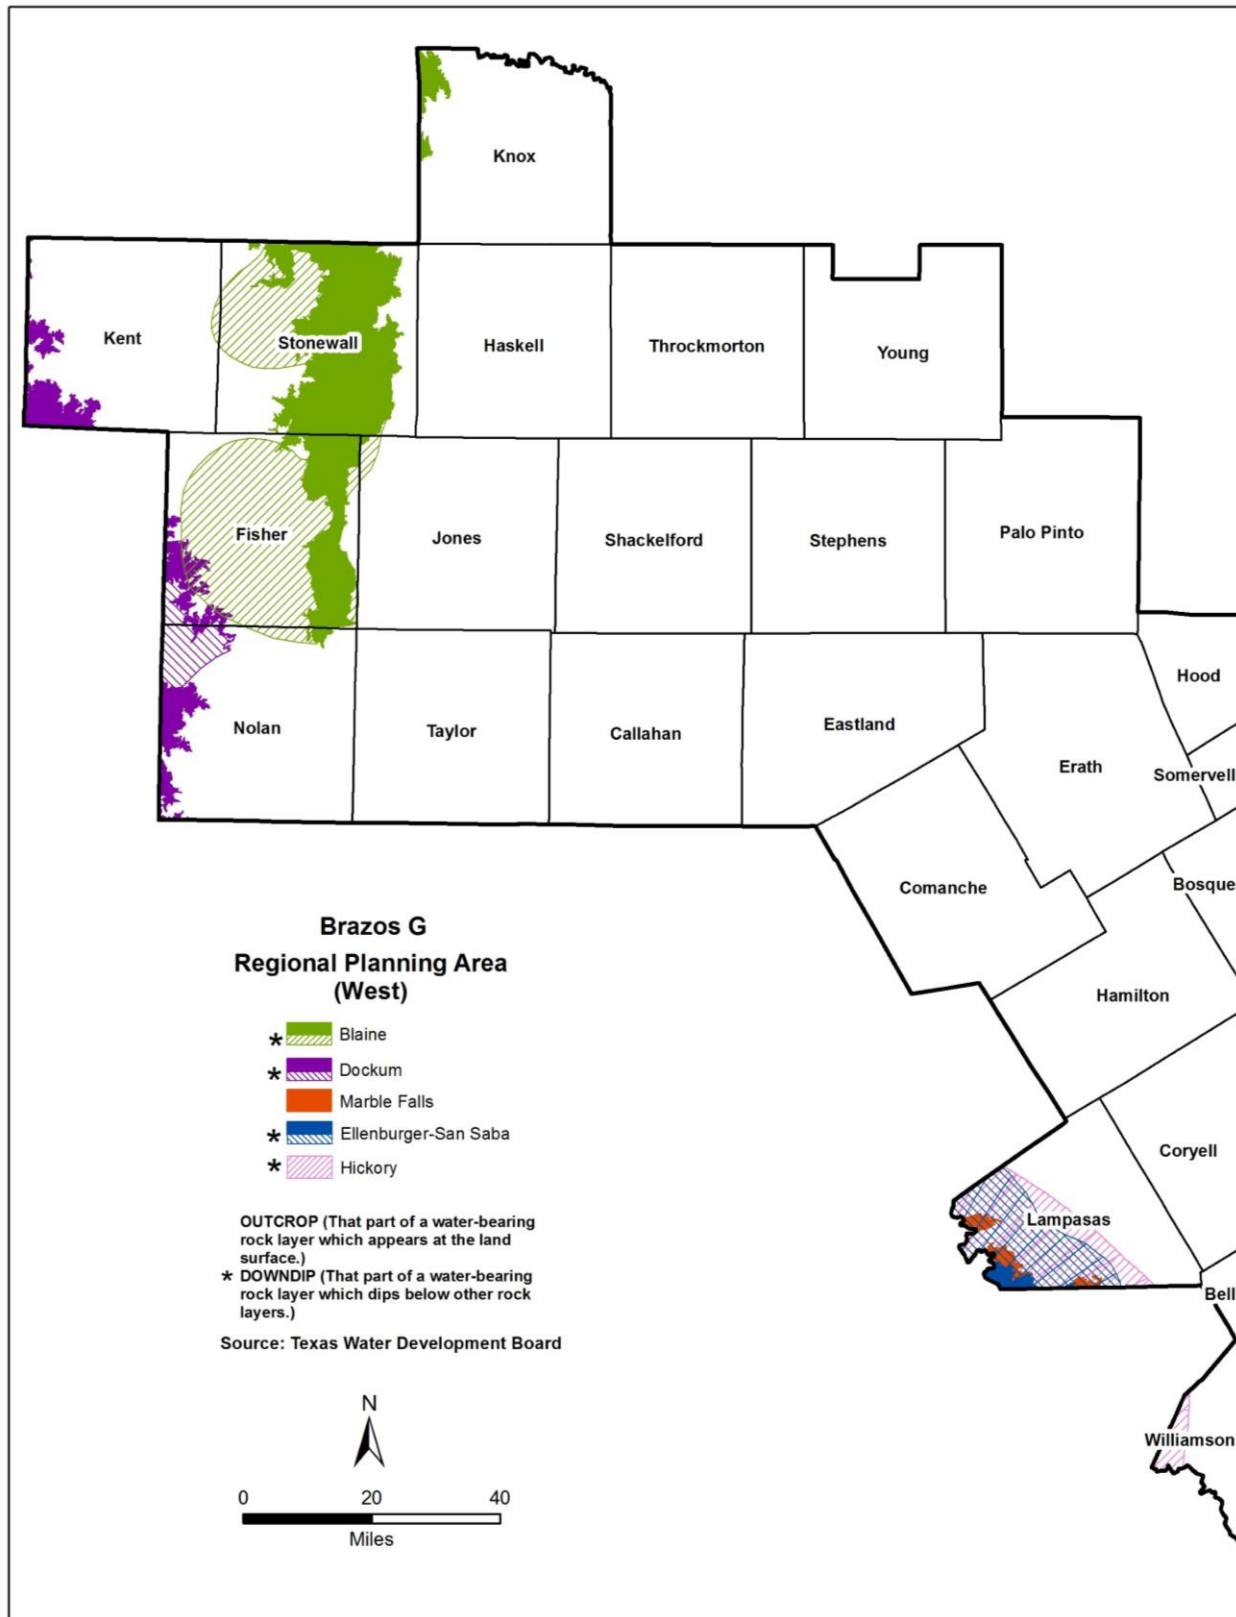 Knox
Kent
Stonewall
Haskell
Throckmorton
Young
Fisher
Jones
Shackelford
Stephens
Palo Pinto
Hood
Nolan
Taylor
Callahan
Eastland
Erath
Somervell
Comanche
Bosque
Hamilton
Coryell
Lampasas
Bell
Williamson
Brazos G
Regional Planning Area
(West)
* Blaine
* Dockum
Marble Falls
* Ellenburger-San Saba
* Hickory
OUTCROP (That part of a water-bearing
rock layer which appears at the land
surface.)
* DOWNDIP (That part of a water-bearing
rock layer which dips below other rock
layers.)
Source: Texas Water Development Board
N
0 20 40
Miles